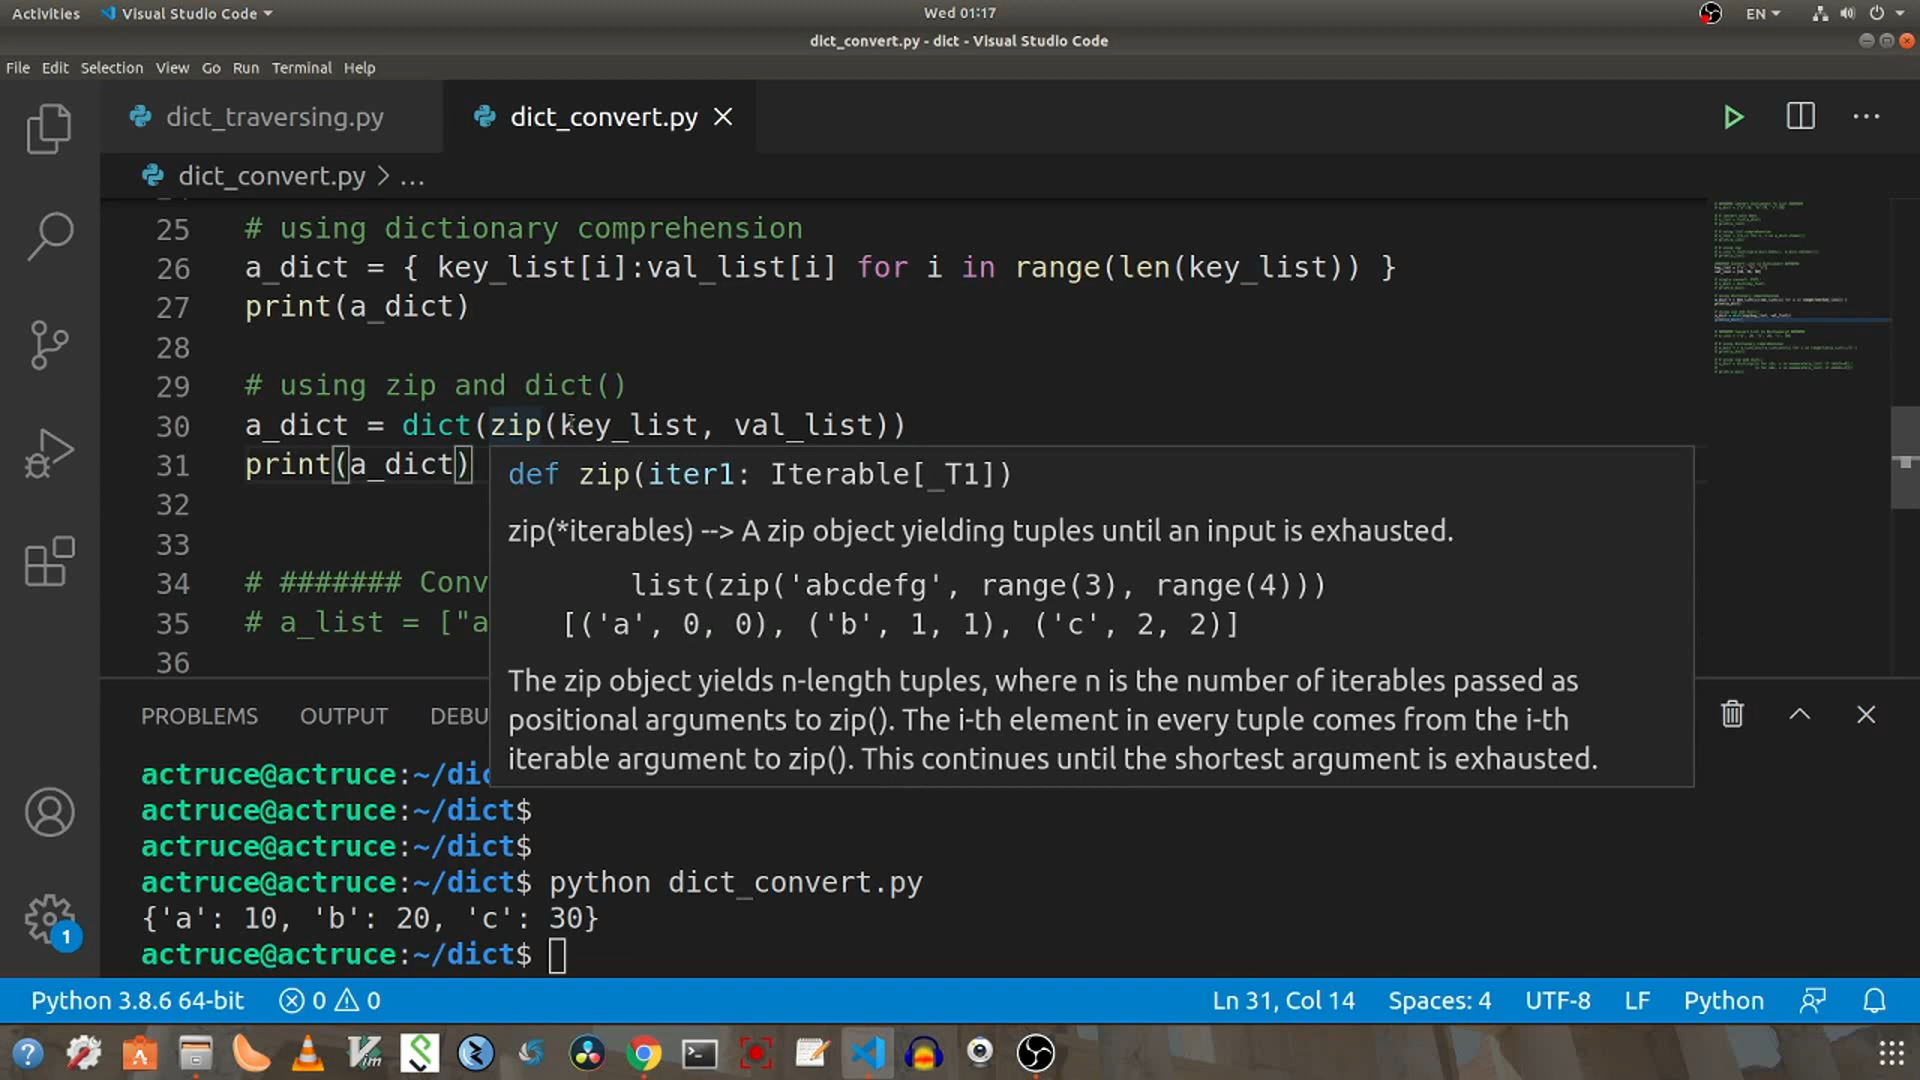 Activities Visual Studio Code Wed 01:17 EN
dict_convert.py - dict - Visual Studio Code
File Edit Selection View Go Run Terminal Help
dict_traversing.py dict_convert.py
dict_convert.py > ...
25 # using dictionary comprehension
26 a_dict = { key_list[i]:val_list[i] for i in range(len(key_list)) }
27 print(a_dict)
28
29 # using zip and dict()
30 a_dict = dict(zip(key_list, val_list))
31 print(a_dict)
def zip(iter1: Iterable[_T1])
32
zip(*iterables) --> A zip object yielding tuples until an input is exhausted.
33
34 # ####### Conv
list(zip('abcdefg', range(3), range(4)))
35 # a_list = ["a
[('a', 0, 0), ('b', 1, 1), ('c', 2, 2)]
36
The zip object yields n-length tuples, where n is the number of iterables passed as
positional arguments to zip(). The i-th element in every tuple comes from the i-th
iterable argument to zip(). This continues until the shortest argument is exhausted.
PROBLEMS OUTPUT DEBU
actruce@actruce:~/dic
actruce@actruce:~/dict$
actruce@actruce:~/dict$
actruce@actruce:~/dict$ python dict_convert.py
{'a': 10, 'b': 20, 'c': 30}
actruce@actruce:~/dict$
1
Python 3.8.6 64-bit 0 0 Ln 31, Col 14 Spaces: 4 UTF-8 LF Python